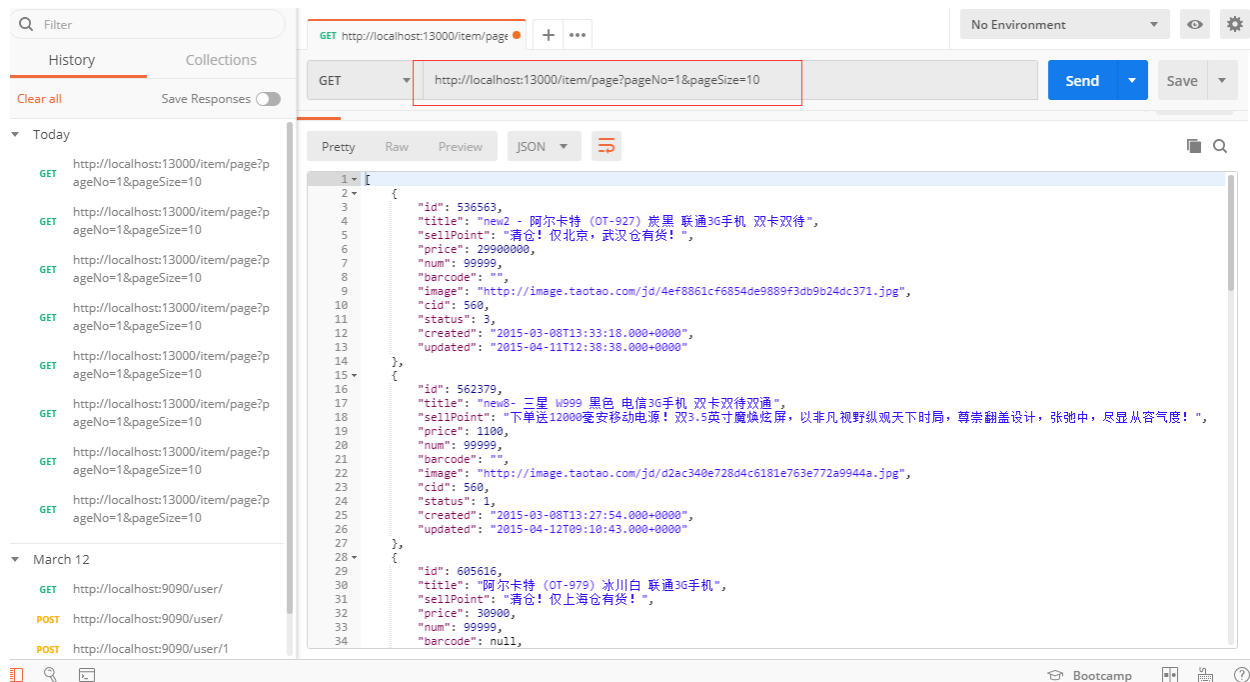 Filter
History
Collections
Clear all
Save Responses
Today
GET
http://localhost:13000/item/page?p
ageNo=1&pageSize=10
GET
http://localhost:13000/item/page?p
ageNo=1&pageSize=10
GET
http://localhost:13000/item/page?p
ageNo=1&pageSize=10
GET
http://localhost:13000/item/page?p
ageNo=1&pageSize=10
GET
http://localhost:13000/item/page?p
ageNo=1&pageSize=10
GET
http://localhost:13000/item/page?p
ageNo=1&pageSize=10
GET
http://localhost:13000/item/page?p
ageNo=1&pageSize=10
GET
http://localhost:13000/item/page?p
ageNo=1&pageSize=10
March 12
GET http://localhost:9090/user/
POST http://localhost:9090/user/
POST http://localhost:9090/user/1
GET http://localhost:13000/item/page
No Environment
GET
http://localhost:13000/item/page?pageNo=1&pageSize=10
Send
Save
Pretty Raw Preview JSON
1 [
2 {
3 "id": 536563,
4 "title": "new2 - 阿尔卡特 (OT-927) 炭黑 联通3G手机 双卡双待",
5 "sellPoint": "清仓！仅北京，武汉仓有货！",
6 "price": 29900000,
7 "num": 99999,
8 "barcode": "",
9 "image": "http://image.taotao.com/jd/4ef8861cf6854de9889f3db9b24dc371.jpg",
10 "cid": 560,
11 "status": 3,
12 "created": "2015-03-08T13:33:18.000+0000",
13 "updated": "2015-04-11T12:38:38.000+0000"
14 },
15 {
16 "id": 562379,
17 "title": "new8- 三星 W999 黑色 电信3G手机 双卡双待双通",
18 "sellPoint": "下单送12000毫安移动电源！双3.5英寸魔焕炫屏，以非凡视野纵观天下时局，尊崇翻盖设计，张弛中，尽显从容气度！",
19 "price": 1100,
20 "num": 99999,
21 "barcode": "",
22 "image": "http://image.taotao.com/jd/d2ac340e728d4c6181e763e772a9944a.jpg",
23 "cid": 560,
24 "status": 1,
25 "created": "2015-03-08T13:27:54.000+0000",
26 "updated": "2015-04-12T09:10:43.000+0000"
27 },
28 {
29 "id": 605616,
30 "title": "阿尔卡特 (OT-979) 冰川白 联通3G手机",
31 "sellPoint": "清仓！仅上海仓有货！",
32 "price": 30900,
33 "num": 99999,
34 "barcode": null,
Bootcamp